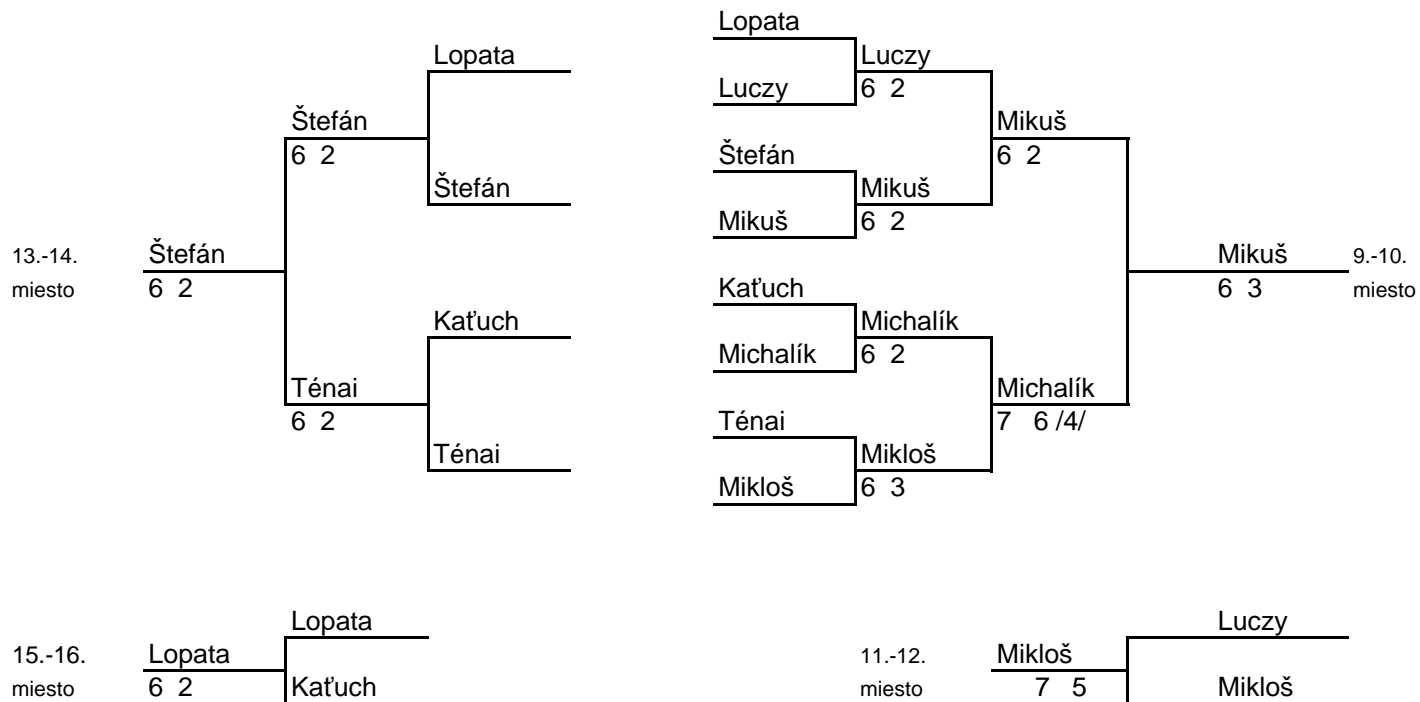 Lopata
Lopata Luczy
Luczy 6 2
Štefán Mikuš
6 2 Štefán 6 2
Štefán Mikuš
Mikuš 6 2
13.-14. Štefán Mikuš 9.-10.
miesto 6 2 Kaťuch 6 3 miesto
Kaťuch Michalík
Michalík 6 2
Ténai Michalík
6 2 Ténai 7 6 /4/
Ténai Mikloš
Mikloš 6 3
Lopata Luczy
15.-16. Lopata 11.-12. Mikloš
miesto 6 2 Kaťuch miesto 7 5 Mikloš